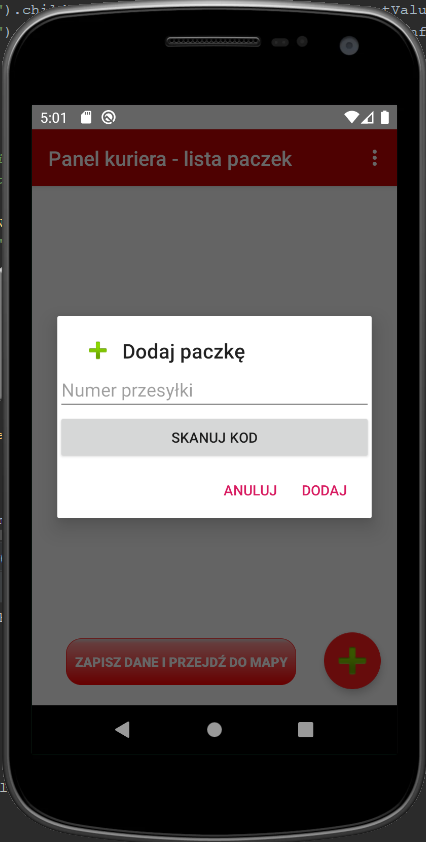 5:01
Panel kuriera - lista paczek
Dodaj paczkę
Numer przesyłki
SKANUJ KOD
ANULUJ DODAJ
ZAPISZ DANE I PRZEJDŹ DO MAPY